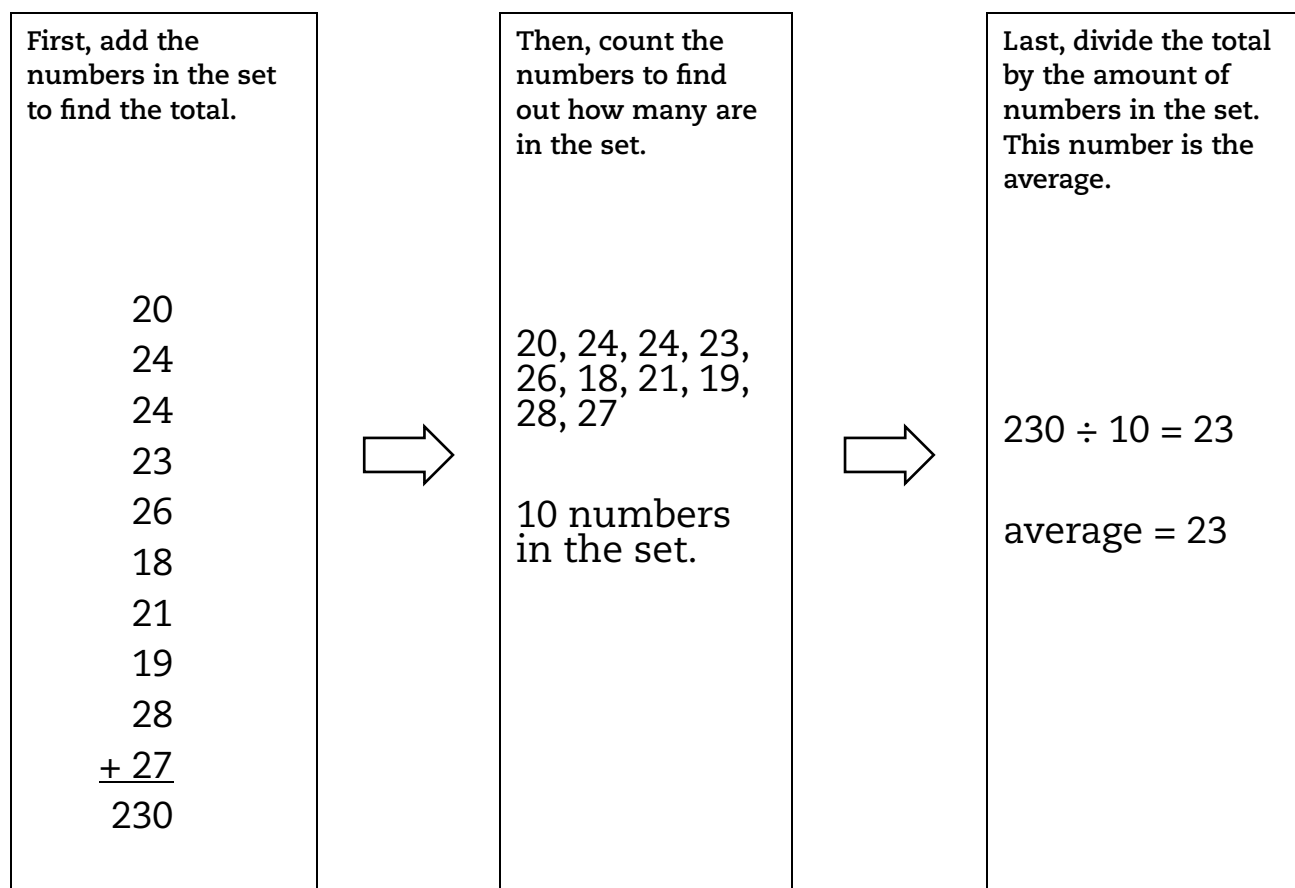 First, add the
numbers in the set
to find the total.
20
24
24
23
26
18
21
19
28
+ 27
230
Then, count the
numbers to find
out how many are
in the set.
20, 24, 24, 23,
26, 18, 21, 19,
28, 27
10 numbers
in the set.
Last, divide the total
by the amount of
numbers in the set.
This number is the
average.
230 ÷ 10 = 23
average = 23